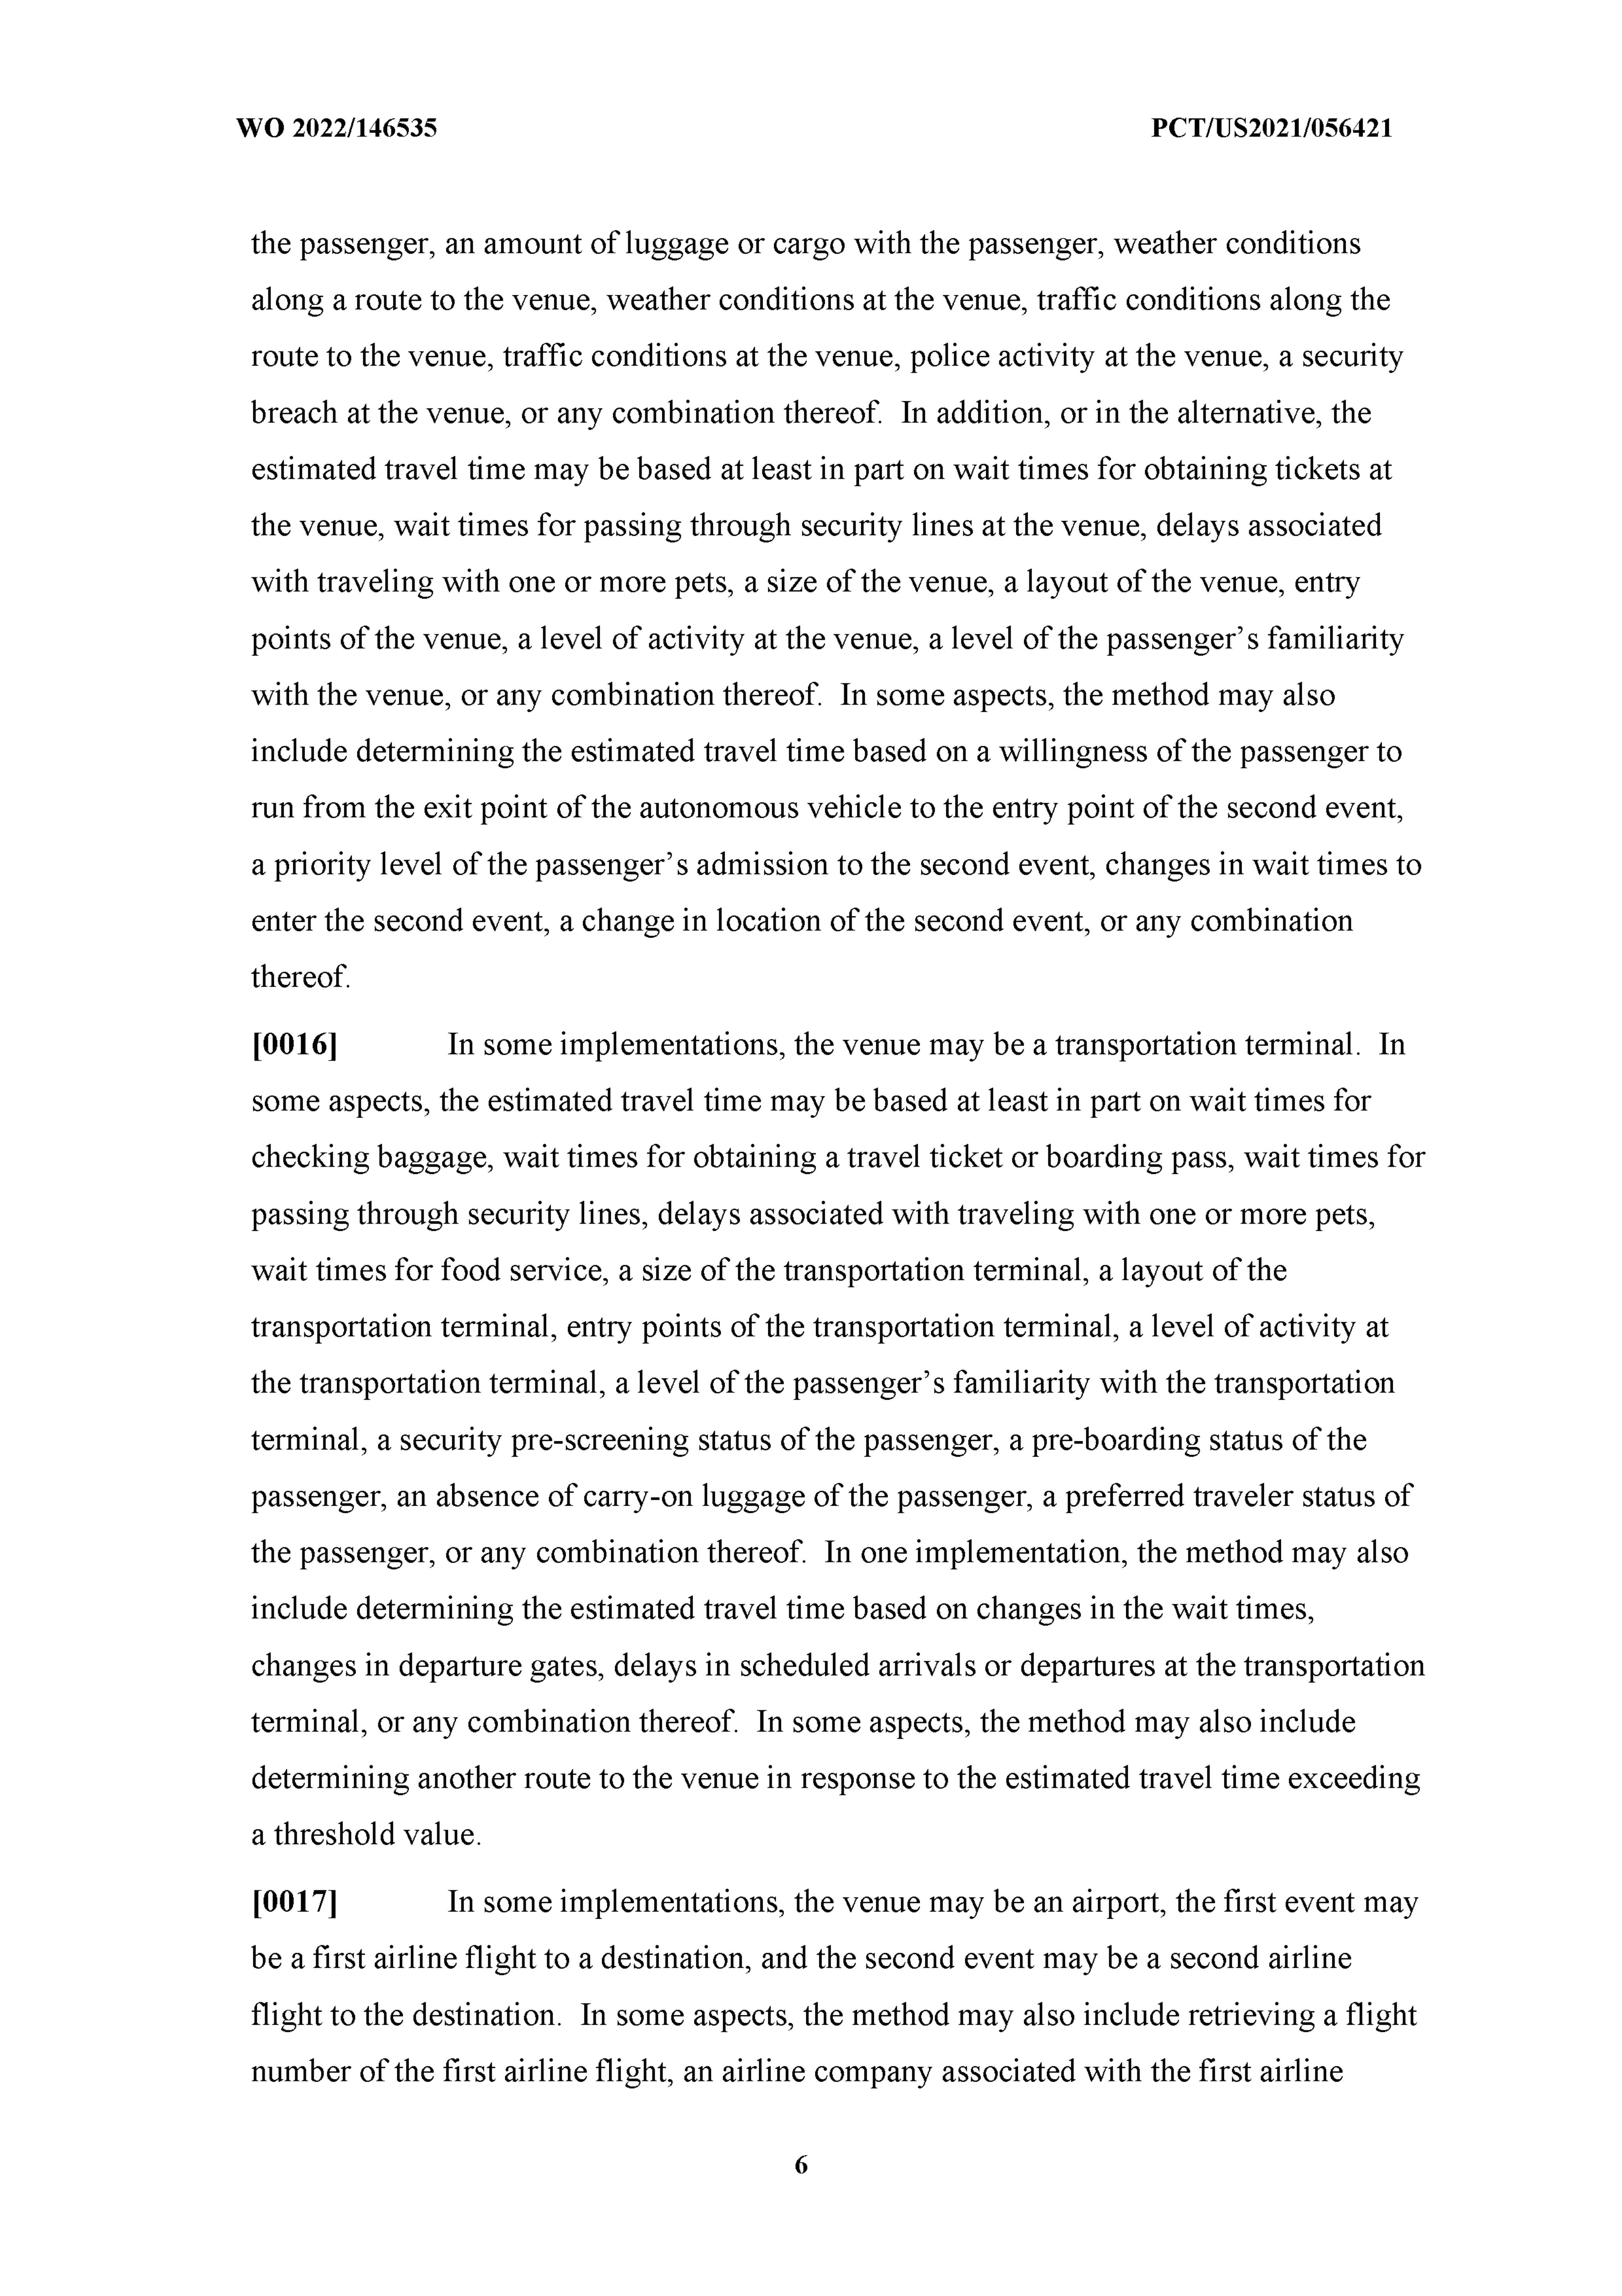 WO 2022/146535 PCT/US2021/056421
the passenger, an amount of luggage or cargo with the passenger, weather conditions
along a route to the venue, weather conditions at the venue, traffic conditions along the
route to the venue, traffic conditions at the venue, police activity at the venue, a security
breach at the venue, or any combination thereof.  In addition, or in the alternative, the
estimated travel time may be based at least in part on wait times for obtaining tickets at
the venue, wait times for passing through security lines at the venue, delays associated
with traveling with one or more pets, a size of the venue, a layout of the venue, entry
points of the venue, a level of activity at the venue, a level of the passenger’s familiarity
with the venue, or any combination thereof.  In some aspects, the method may also
include determining the estimated travel time based on a willingness of the passenger to
run from the exit point of the autonomous vehicle to the entry point of the second event,
a priority level of the passenger’s admission to the second event, changes in wait times to
enter the second event, a change in location of the second event, or any combination
thereof.
[0016] In some implementations, the venue may be a transportation terminal.  In
some aspects, the estimated travel time may be based at least in part on wait times for
checking baggage, wait times for obtaining a travel ticket or boarding pass, wait times for
passing through security lines, delays associated with traveling with one or more pets,
wait times for food service, a size of the transportation terminal, a layout of the
transportation terminal, entry points of the transportation terminal, a level of activity at
the transportation terminal, a level of the passenger’s familiarity with the transportation
terminal, a security pre-screening status of the passenger, a pre-boarding status of the
passenger, an absence of carry-on luggage of the passenger, a preferred traveler status of
the passenger, or any combination thereof.  In one implementation, the method may also
include determining the estimated travel time based on changes in the wait times,
changes in departure gates, delays in scheduled arrivals or departures at the transportation
terminal, or any combination thereof.  In some aspects, the method may also include
determining another route to the venue in response to the estimated travel time exceeding
a threshold value.
[0017] In some implementations, the venue may be an airport, the first event may
be a first airline flight to a destination, and the second event may be a second airline
flight to the destination.  In some aspects, the method may also include retrieving a flight
number of the first airline flight, an airline company associated with the first airline
6